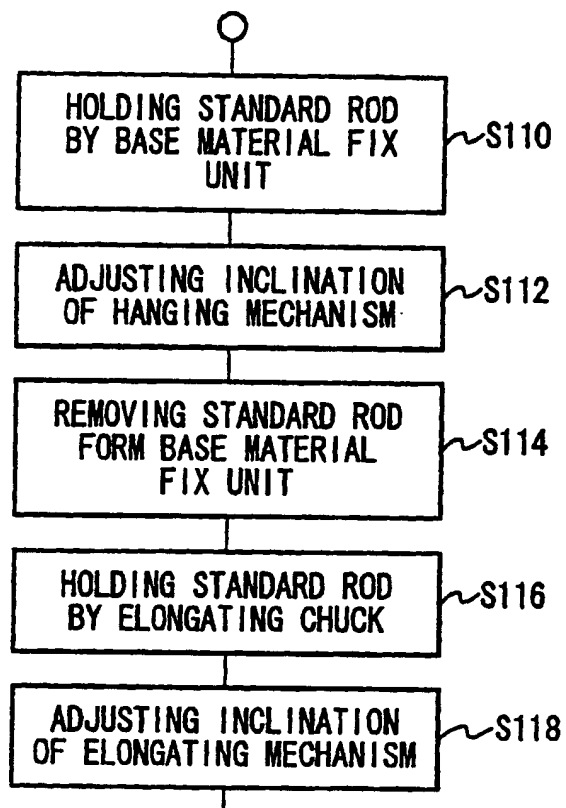 HOLDING STANDARD ROD
BY BASE MATERIAL FIX
UNIT
S110
ADJUSTING INCLINATION
OF HANGING MECHANISM
S112
REMOVING STANDARD ROD
FORM BASE MATERIAL
FIX UNIT
S114
HOLDING STANDARD ROD
BY ELONGATING CHUCK
S116
ADJUSTING INCLINATION
OF ELONGATING MECHANISM
S118